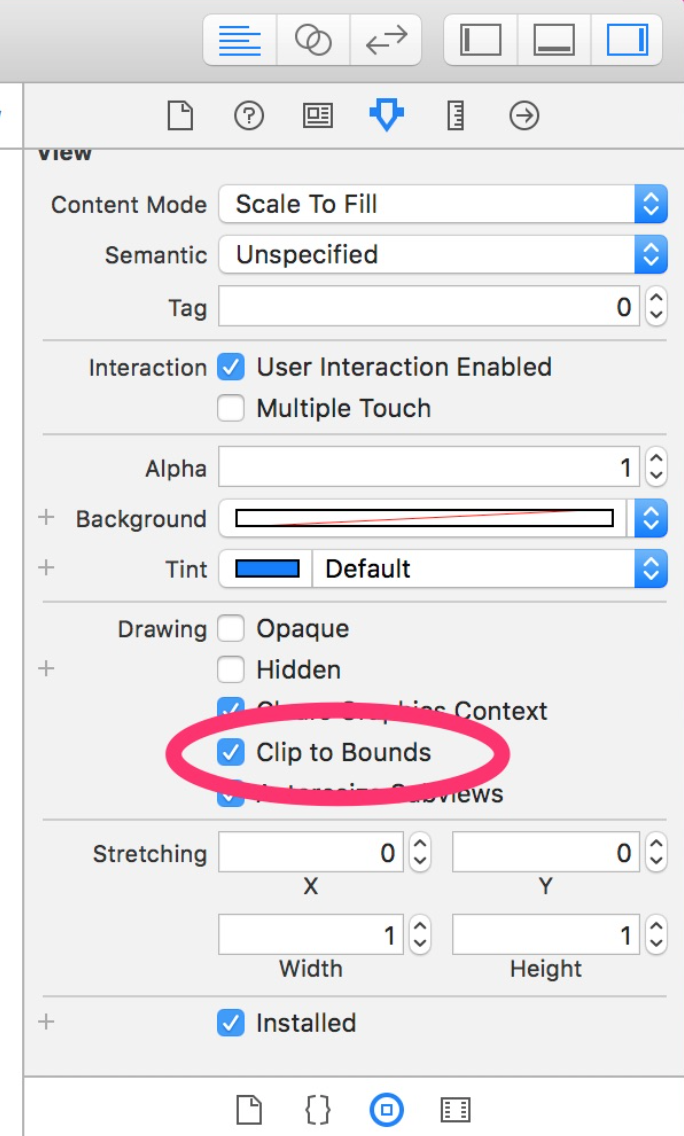 View
Content Mode Scale To Fill
Semantic Unspecified
Tag 0
Interaction User Interaction Enabled
Multiple Touch
Alpha 1
+ Background
+ Tint Default
Drawing Opaque
+ Hidden
Clears Graphics Context
Clip to Bounds
Autoresize Subviews
Stretching 0 0
X Y
1 1
Width Height
+ Installed